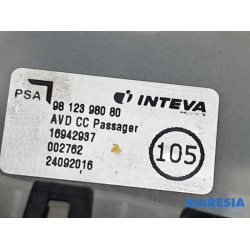 PSA
98 123 980 80
INTEVA
AVD CC Passager
16942937
002762
24092016
105
MARESIA